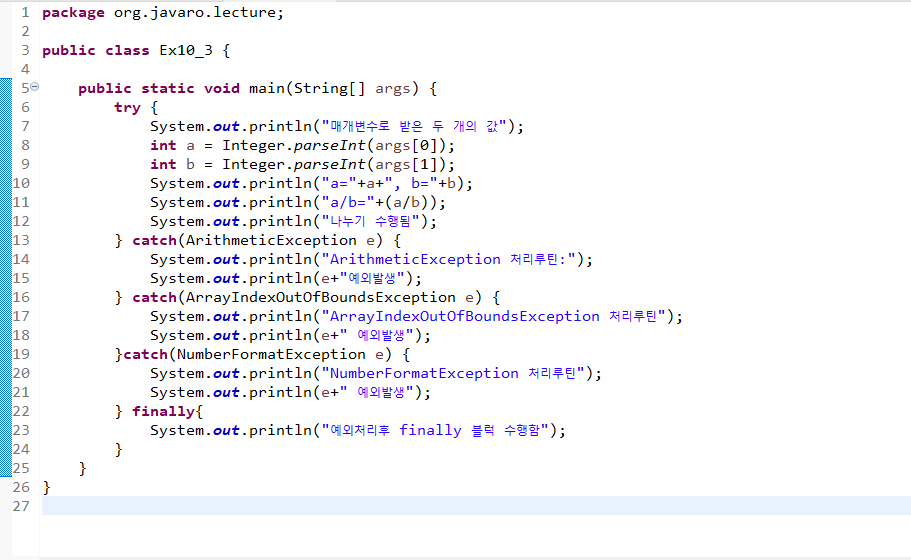 1 package org.javaro.lecture;
2
3 public class Ex10_3 {
4
5 public static void main(String[] args) {
6 try {
7 System.out.println("매개변수로 받은 두 개의 값");
8 int a = Integer.parseInt(args[0]);
9 int b = Integer.parseInt(args[1]);
10 System.out.println("a="+a+", b="+b);
11 System.out.println("a/b="+(a/b));
12 System.out.println("나누기 수행됨");
13 } catch(ArithmeticException e) {
14 System.out.println("ArithmeticException 처리루틴:");
15 System.out.println(e+"예외발생");
16 } catch(ArrayIndexOutOfBoundsException e) {
17 System.out.println("ArrayIndexOutOfBoundsException 처리루틴");
18 System.out.println(e+" 예외발생");
19 }catch(NumberFormatException e) {
20 System.out.println("NumberFormatException 처리루틴");
21 System.out.println(e+" 예외발생");
22 } finally{
23 System.out.println("예외처리후 finally 블럭 수행함");
24 }
25 }
26 }
27